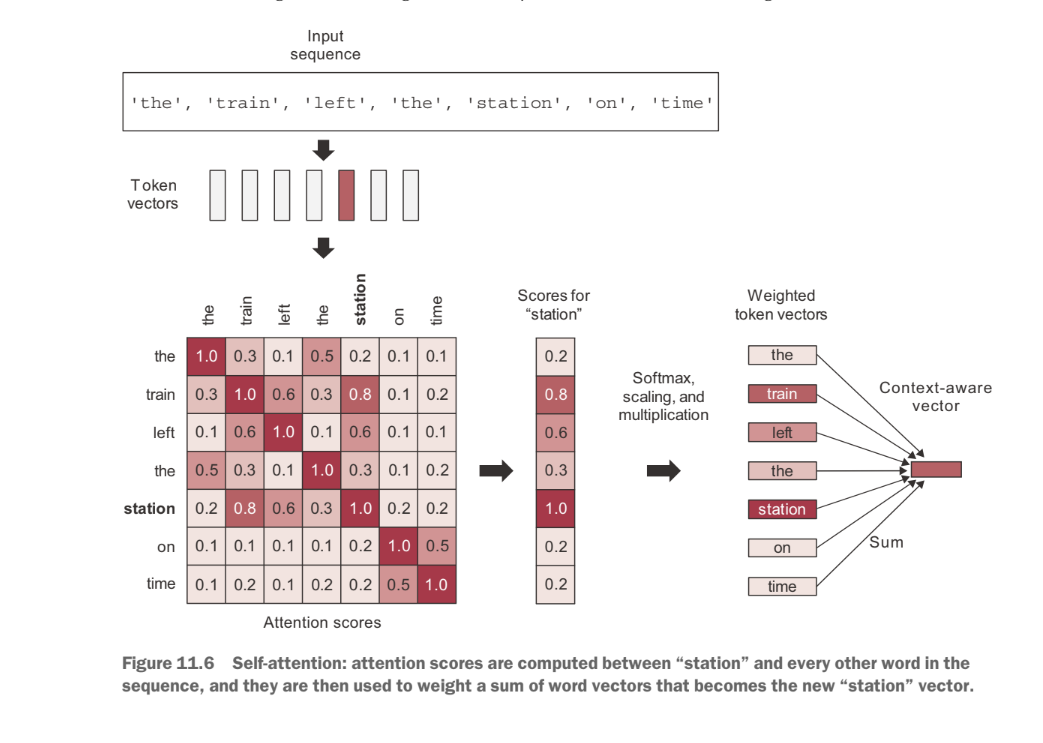 Input
sequence
'the', 'train', 'left', 'the', 'station', 'on', 'time'
Token
vectors
the train left the station on time
the 1.0 0.3 0.1 0.5 0.2 0.1 0.1
train 0.3 1.0 0.6 0.3 0.8 0.1 0.2
left 0.1 0.6 1.0 0.1 0.6 0.1 0.1
the 0.5 0.3 0.1 1.0 0.3 0.1 0.2
station 0.2 0.8 0.6 0.3 1.0 0.2 0.2
on 0.1 0.1 0.1 0.1 0.2 1.0 0.5
time 0.1 0.2 0.1 0.2 0.2 0.5 1.0
Attention scores
Scores for
“station”
0.2
0.8
0.6
0.3
1.0
0.2
0.2
Softmax,
scaling, and
multiplication
Weighted
token vectors
the
train
left
the
station
on
time
Context-aware
vector
Sum
Figure 11.6 Self-attention: attention scores are computed between “station” and every other word in the
sequence, and they are then used to weight a sum of word vectors that becomes the new “station” vector.